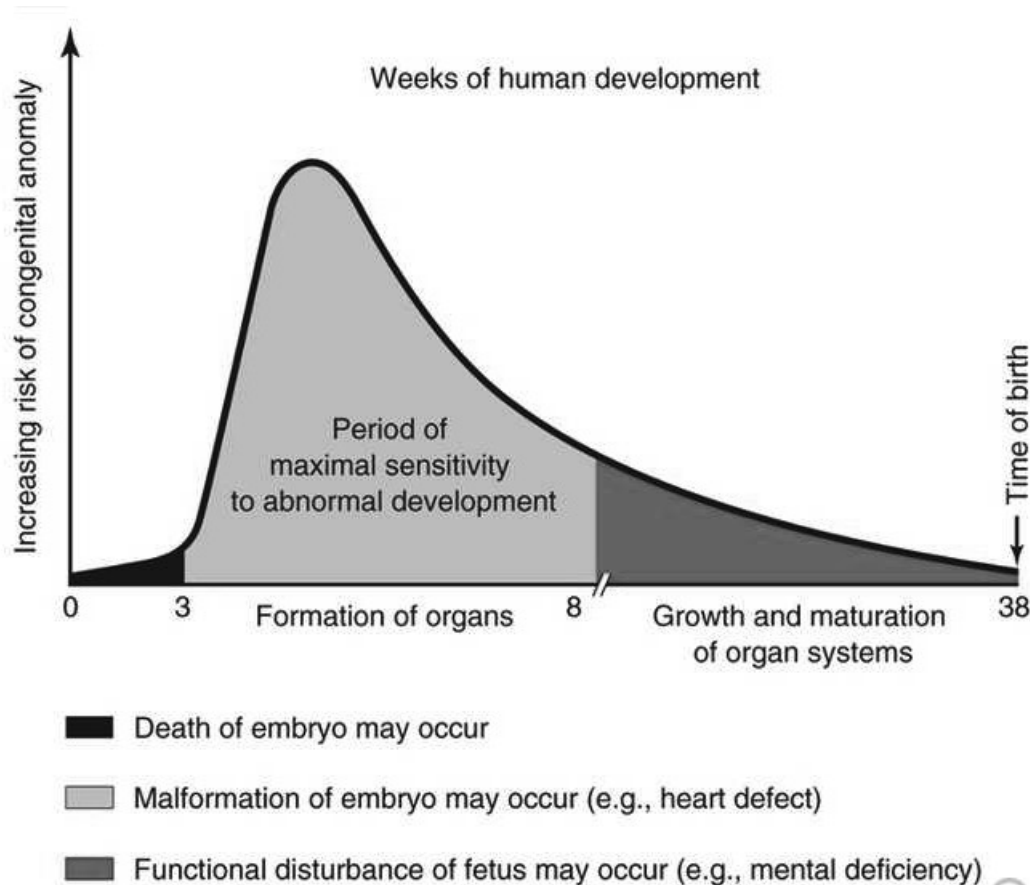 Weeks of human development
Increasing risk of congenital anomaly
Period of
maximal sensitivity
to abnormal development
Time of birth
0
3
Formation of organs
8
Growth and maturation
of organ systems
38
Death of embryo may occur
Malformation of embryo may occur (e.g., heart defect)
Functional disturbance of fetus may occur (e.g., mental deficiency)